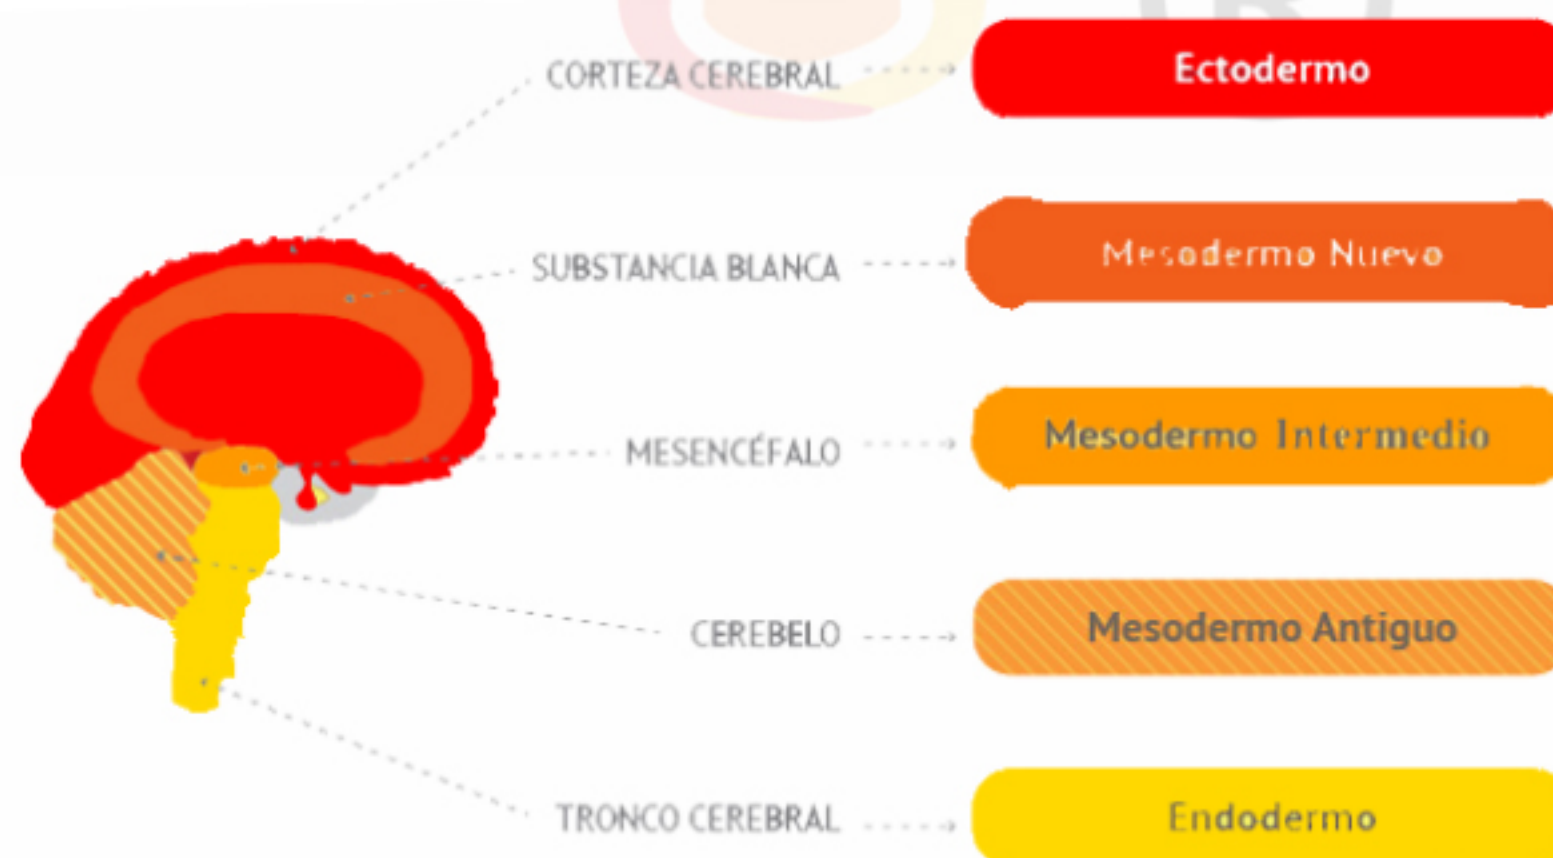 CORTEZA CEREBRAL
Ectodermo
SUBSTANCIA BLANCA
Mesodermo Nuevo
MESENCÉFALO
Mesodermo Intermedio
CEREBELO
Mesodermo Antiguo
TRONCO CEREBRAL
Endodermo